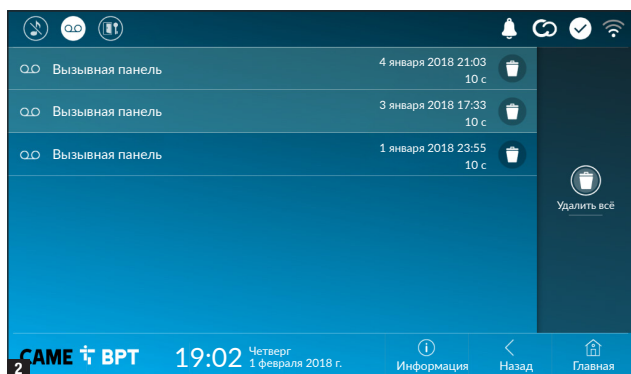 Вызывная панель
4 января 2018 21:03
10 с
Вызывная панель
3 января 2018 17:33
10 с
Вызывная панель
1 января 2018 23:55
10 с
Удалить всё
2
CAME BPT
19:02
Четверг
1 февраля 2018 г.
Информация
Назад
Главная